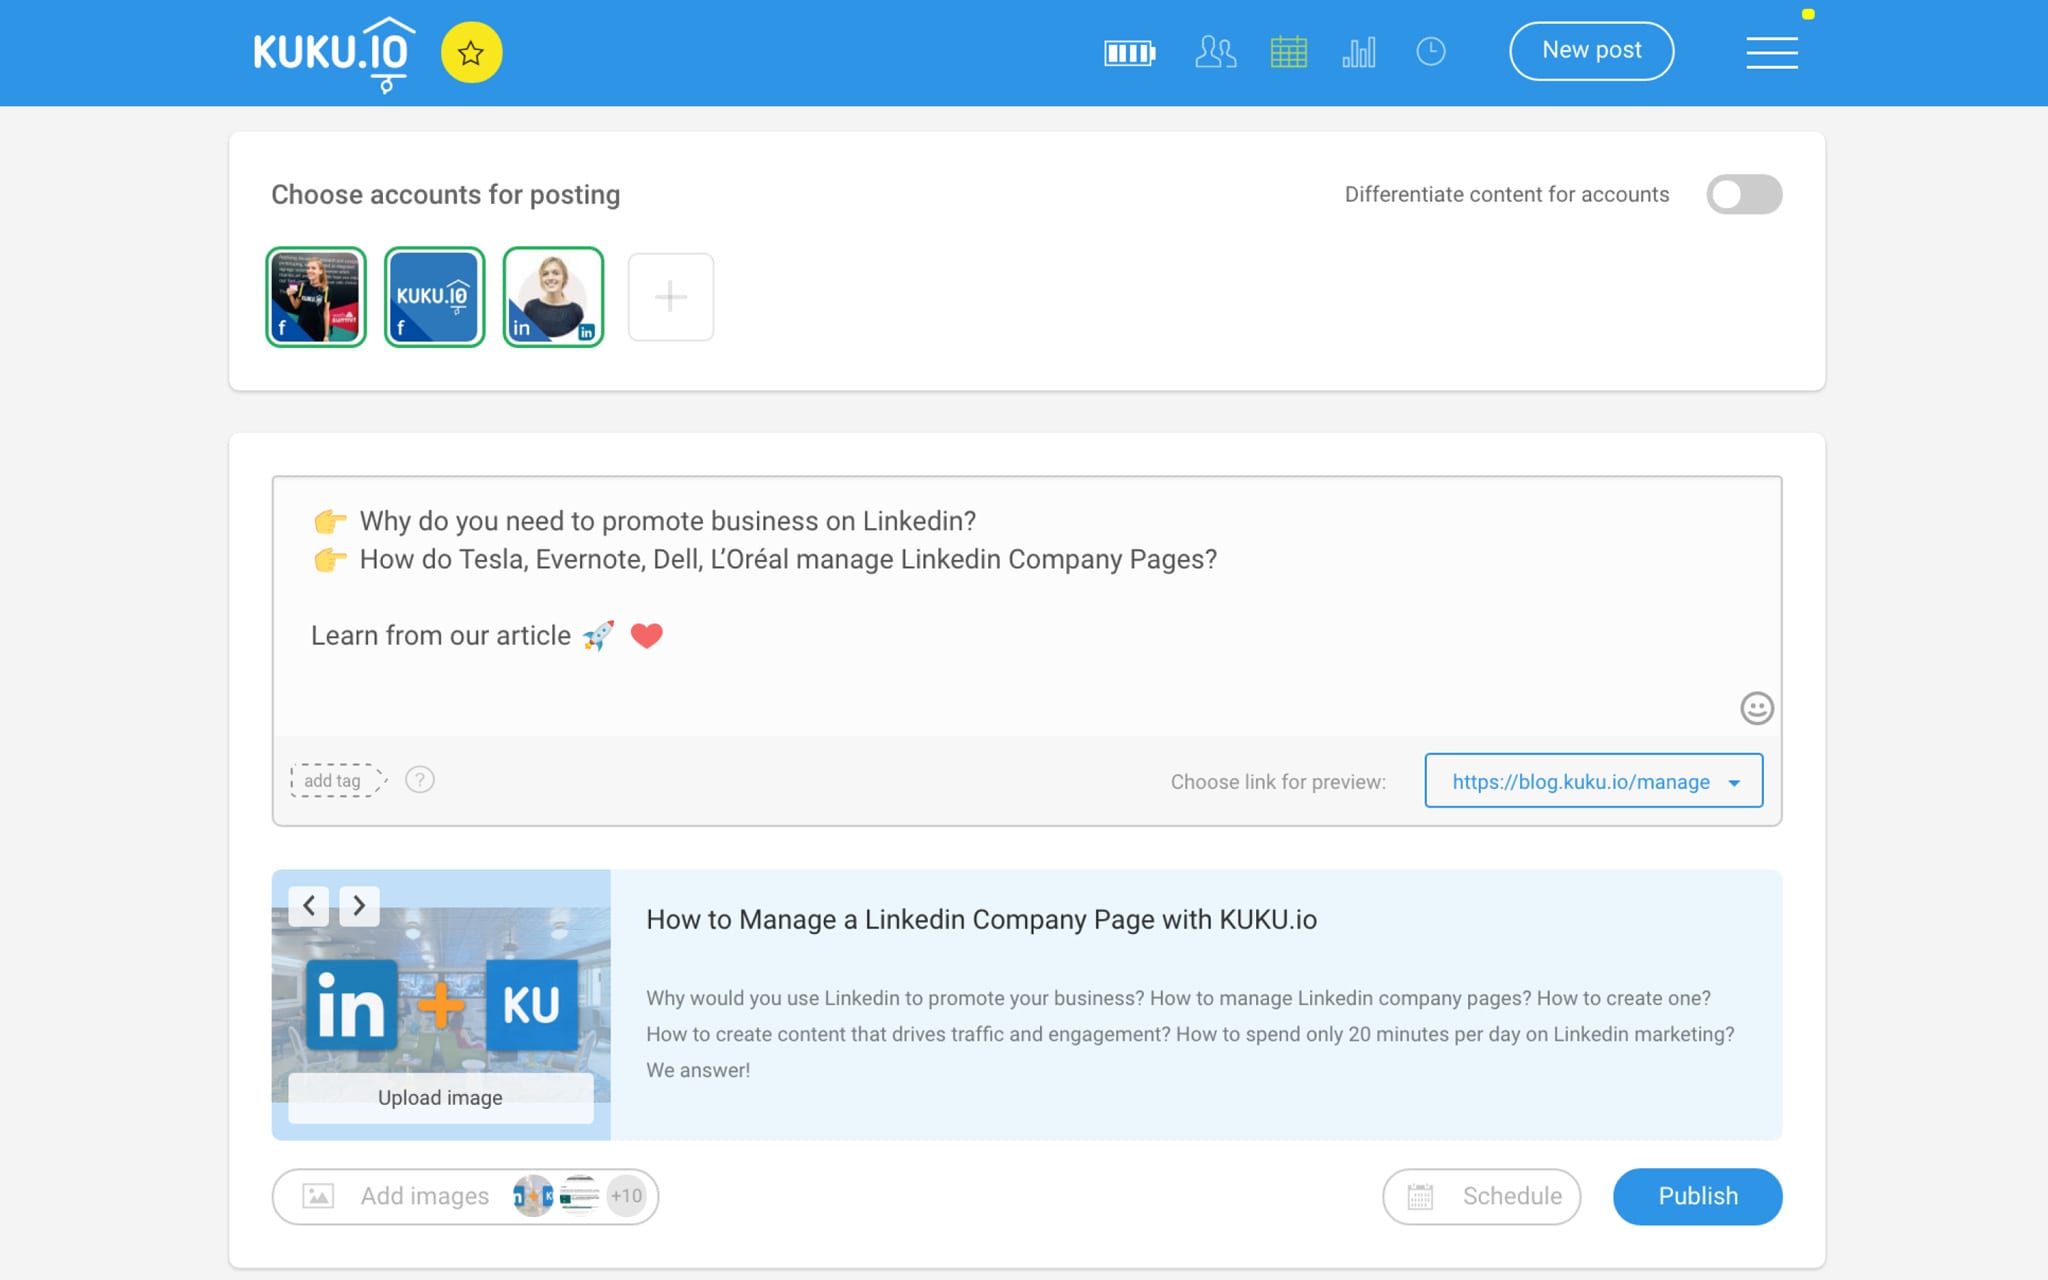 KUKU.IO
New post
Choose accounts for posting
Differentiate content for accounts
f
KUKU.IO
f
in
in
👉 Why do you need to promote business on Linkedin?
👉 How do Tesla, Evernote, Dell, L’Oréal manage Linkedin Company Pages?
Learn from our article 🚀 ❤️
add tag
?
Choose link for preview:
https://blog.kuku.io/manage
How to Manage a Linkedin Company Page with KUKU.io
in + KU
Why would you use Linkedin to promote your business? How to manage Linkedin company pages? How to create one?
How to create content that drives traffic and engagement? How to spend only 20 minutes per day on Linkedin marketing?
We answer!
Upload image
Add images
+10
Schedule
Publish